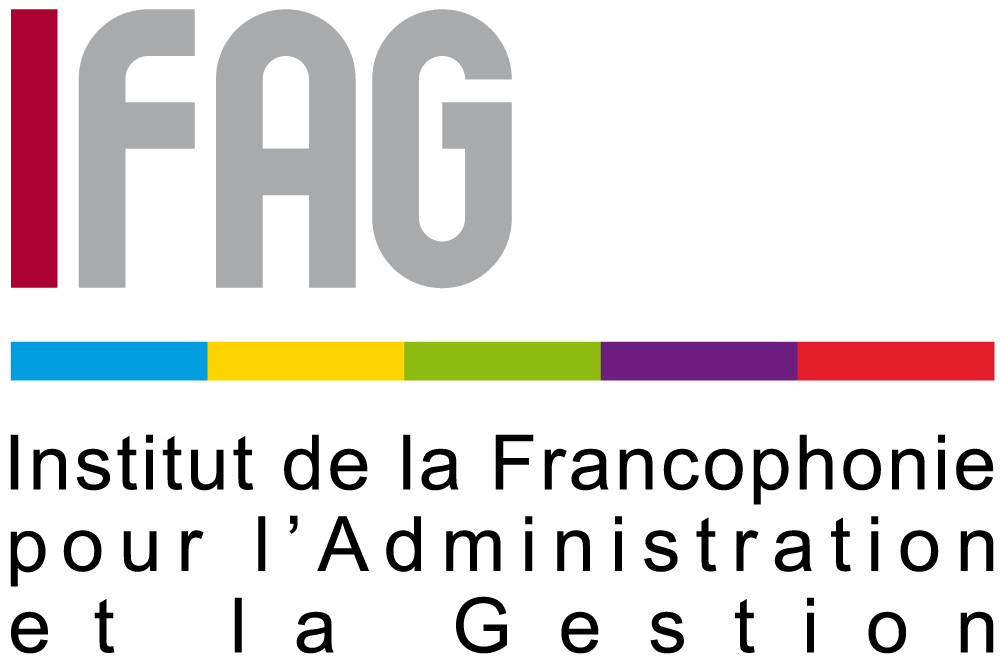 IFAG
Institut de la Francophonie
pour l’Administration
et la Gestion